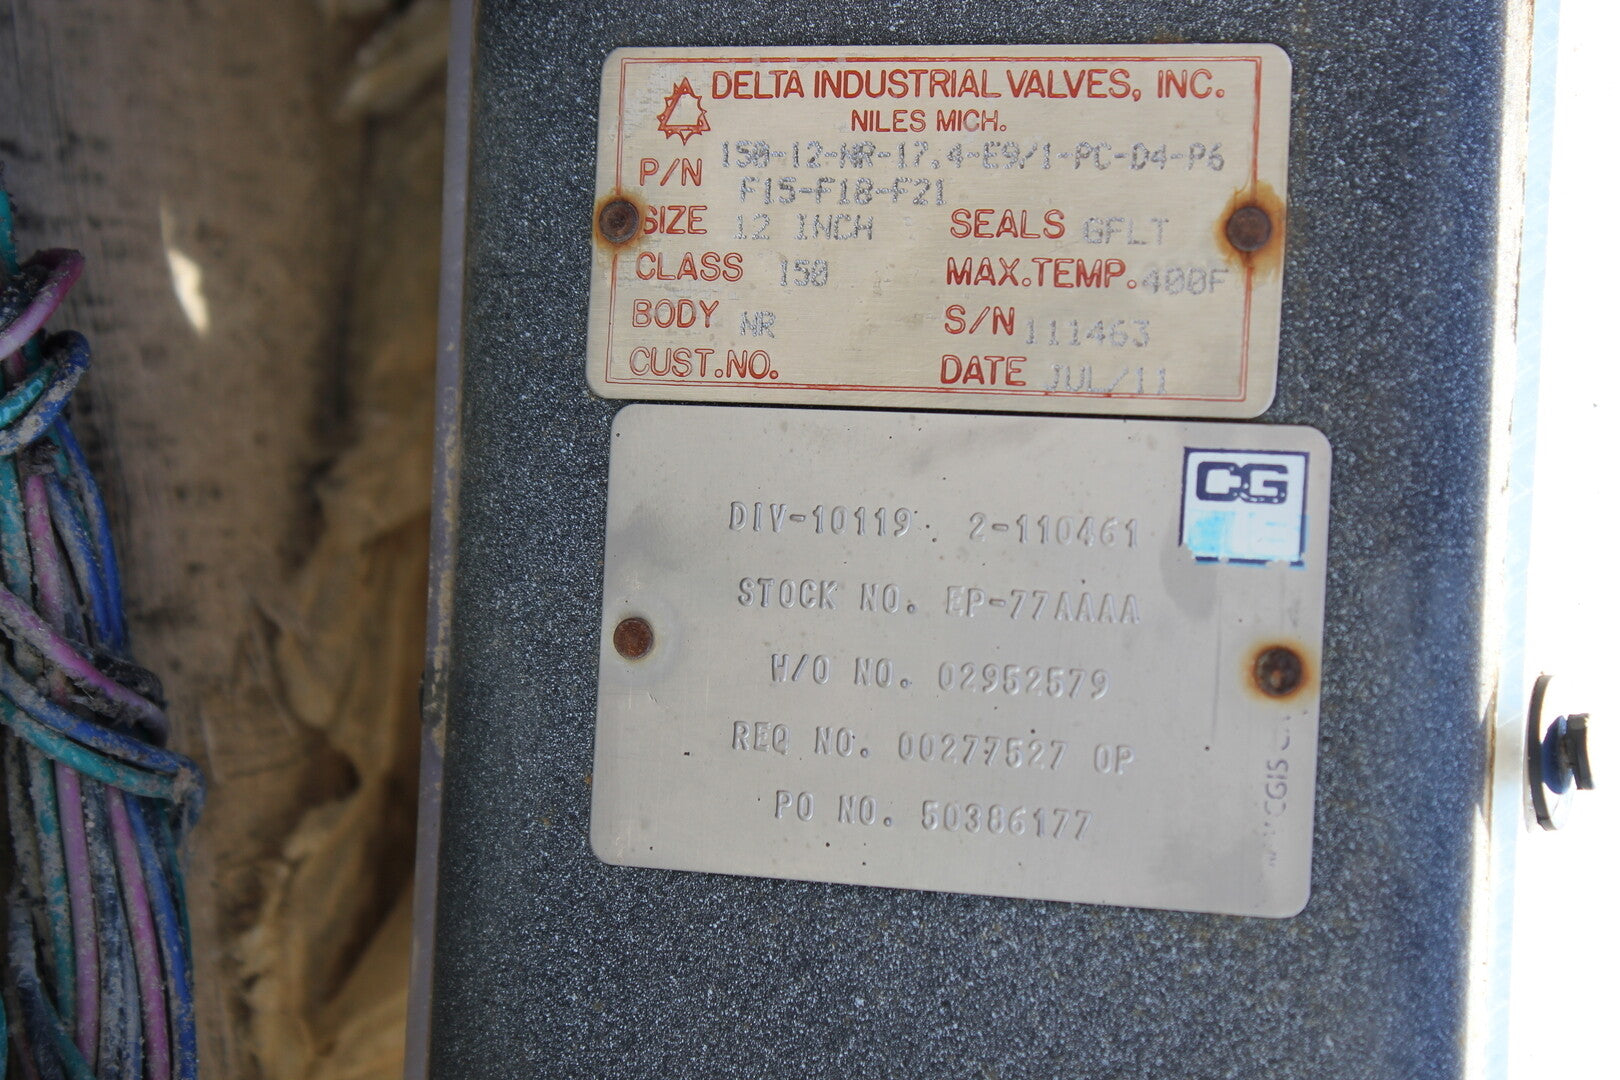 DELTA INDUSTRIAL VALVES, INC.
NILES MICH.
P/N 150-12-NR-17.4-E9/1-PC-D4-P6
F15-F18-F21
SIZE 12 INCH SEALS GFLT
CLASS 150 MAX.TEMP. 400F
BODY NR S/N 111463
CUST.NO. DATE JUL/11
CG
DIV-10119 2-110461
STOCK NO. EP-77AAAA
W/O NO. 02952579
REQ NO. 00277527 OP
PO NO. 50386177